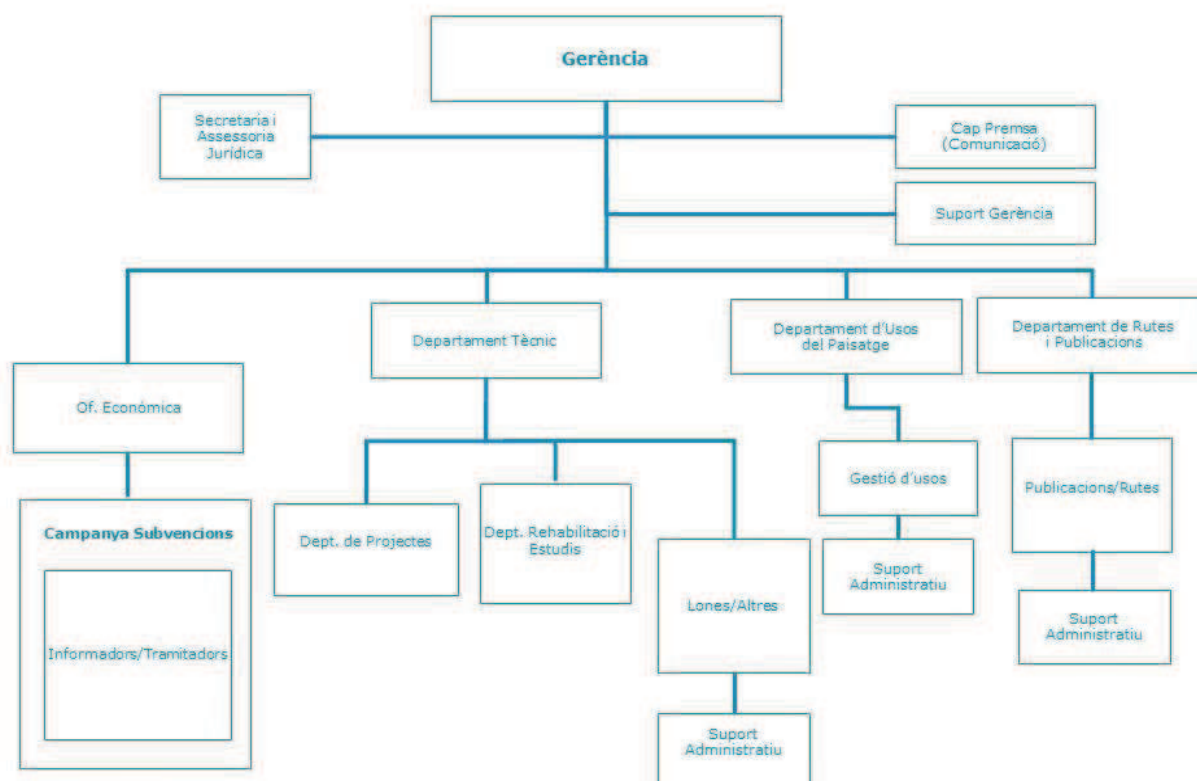 Gerència
Secretaria i
Assessoria
Jurídica
Cap Premsa
(Comunicació)
Suport Gerència
Departament Tècnic
Departament d'Usos
del Paisatge
Departament de Rutes
i Publicacions
Of. Económica
Gestió d'usos
Publicacions/Rutes
Campanya Subvencions
Dept. de Projectes
Dept. Rehabilitació i
Estudis
Suport
Administratiu
Lones/Altres
Suport
Administratiu
Informadors/Tramitadors
Suport
Administratiu